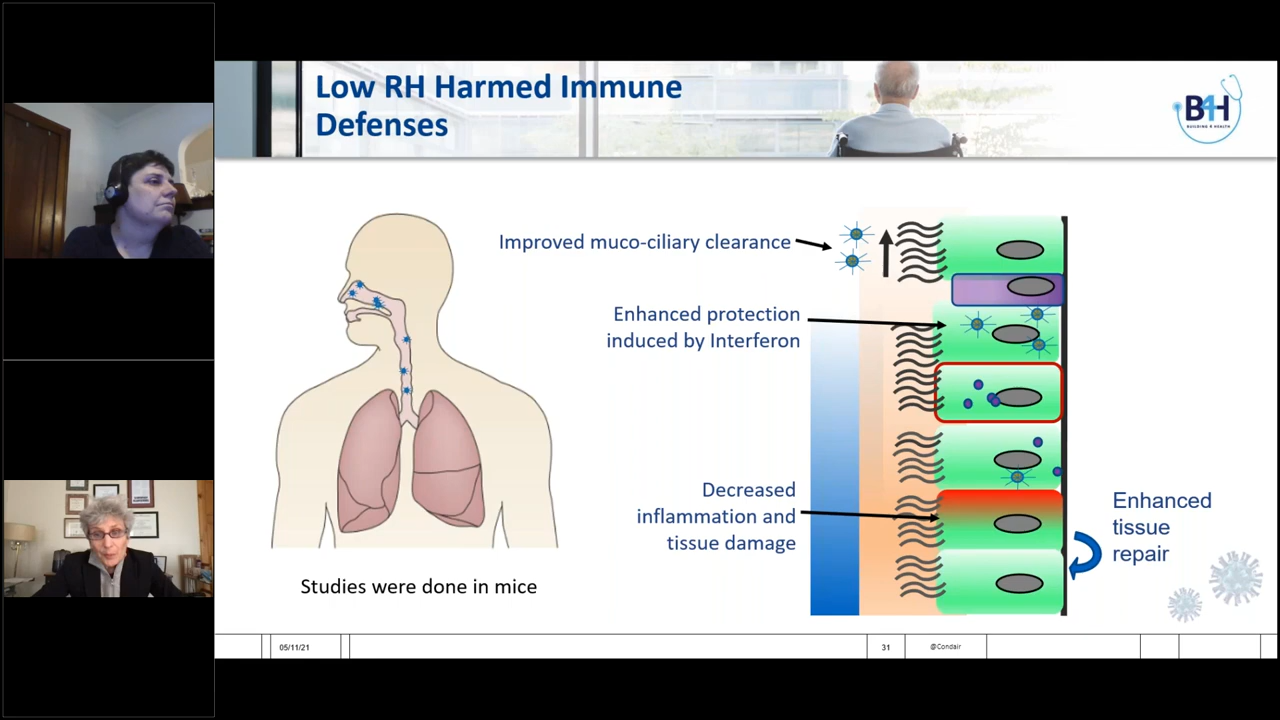 Low RH Harmed Immune
Defenses
B4H
BUILDING 4 HEALTH
Improved muco-ciliary clearance
Enhanced protection
induced by Interferon
Decreased
inflammation and
tissue damage
Enhanced
tissue
repair
Studies were done in mice
05/11/21
31
@Condair